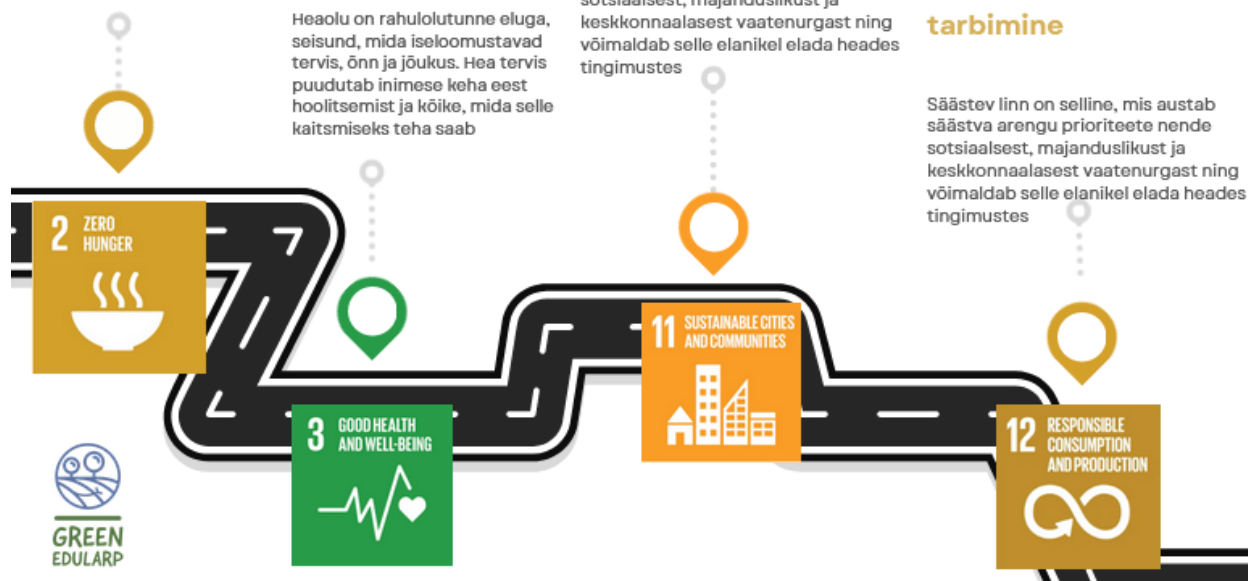 Heaolu on rahulolutunne eluga,
seisund, mida iseloomustavad
tervis, õnn ja jõukus. Hea tervis
puudutab inimese keha eest
hoolitsemist ja kõike, mida selle
kaitsmiseks teha saab
sotsiaalsest, majanduslikust ja
keskkonnaalasest vaatenurgast ning
võimaldab selle elanikel elada heades
tingimustes
tarbimine
Säästev linn on selline, mis austab
säästva arengu prioriteete nende
sotsiaalsest, majanduslikust ja
keskkonnaalasest vaatenurgast ning
võimaldab selle elanikel elada heades
tingimustes
2 ZERO
HUNGER
3 GOOD HEALTH
AND WELL-BEING
11 SUSTAINABLE CITIES
AND COMMUNITIES
12 RESPONSIBLE
CONSUMPTION
AND PRODUCTION
GREEN
EDULARP